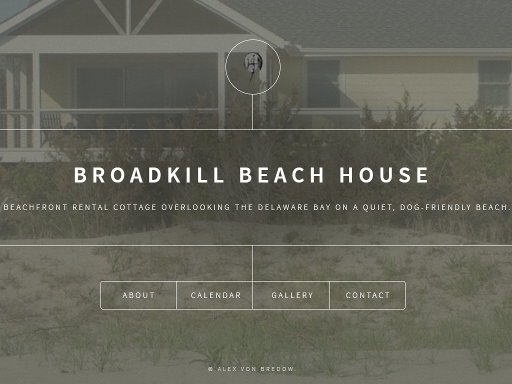 BROADKILL BEACH HOUSE
BEACHFRONT RENTAL COTTAGE OVERLOOKING THE DELAWARE BAY ON A QUIET, DOG-FRIENDLY BEACH.
ABOUT CALENDAR GALLERY CONTACT
© ALEX VON BREDOW.